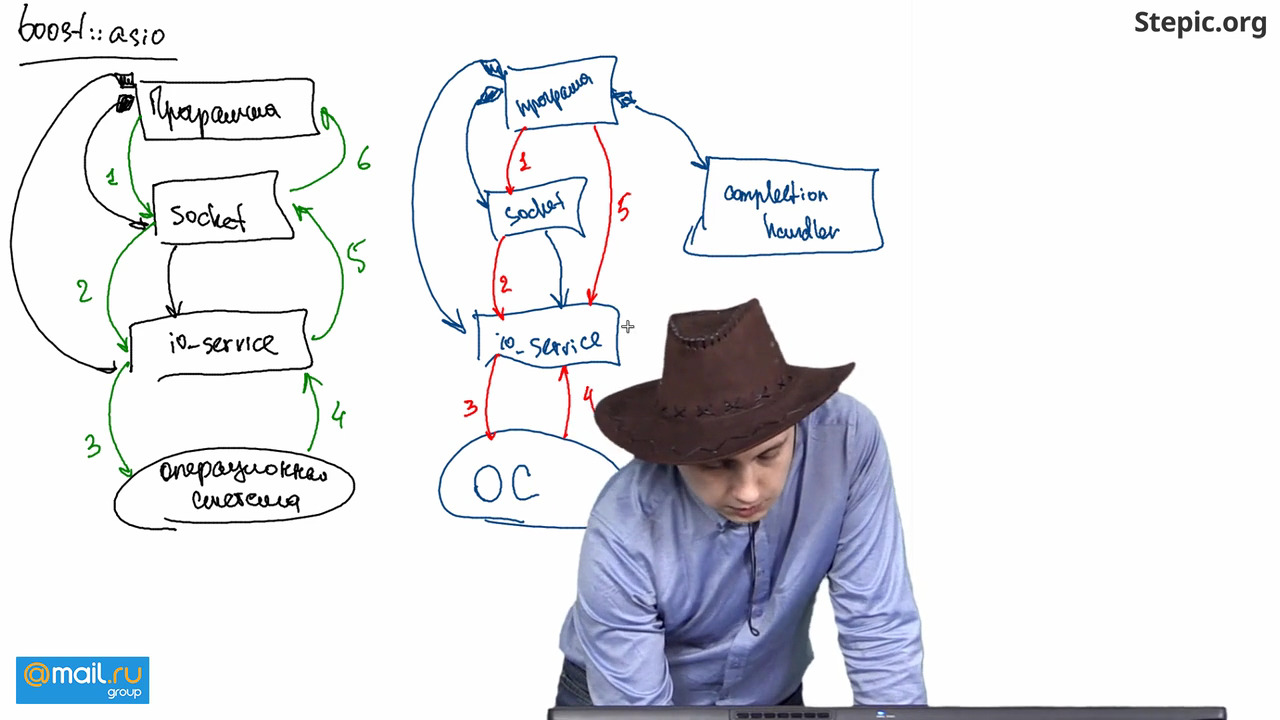 boost::asio
Stepic.org
Программа
1
6
socket
2
5
io_service
3
4
операционная
система
программа
1
5
socket
2
io_service
3
4
ОС
completion
handler
@mail.ru
group